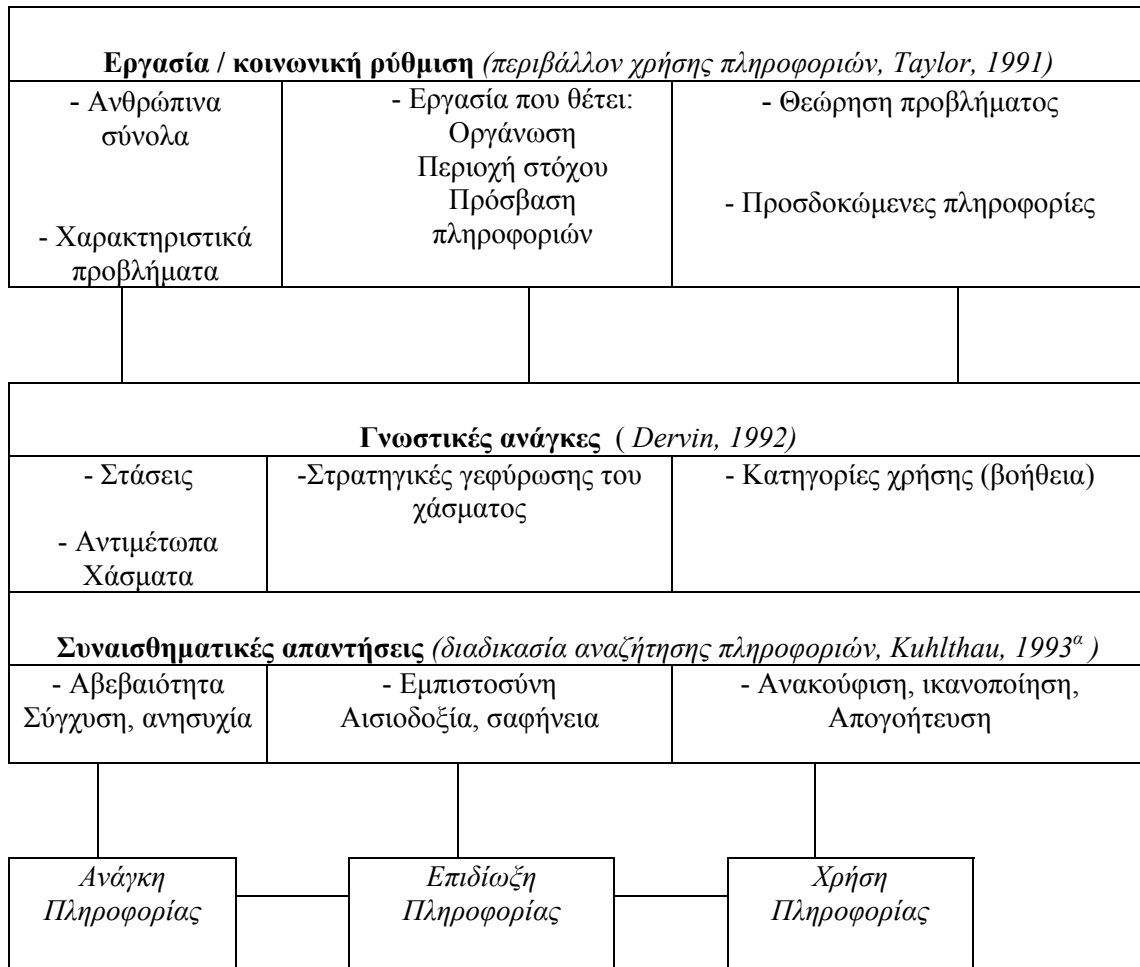 Εργασία / κοινωνική ρύθμιση (περιβάλλον χρήσης πληροφοριών, Taylor, 1991)
- Ανθρώπινα
σύνολα
- Χαρακτηριστικά
προβλήματα
- Εργασία που θέτει:
Οργάνωση
Περιοχή στόχου
Πρόσβαση
πληροφοριών
- Θεώρηση προβλήματος
- Προσδοκώμενες πληροφορίες
Γνωστικές ανάγκες ( Dervin, 1992)
- Στάσεις
- Αντιμέτωπα
Χάσματα
-Στρατηγικές γεφύρωσης του
χάσματος
- Κατηγορίες χρήσης (βοήθεια)
Συναισθηματικές απαντήσεις (διαδικασία αναζήτησης πληροφοριών, Kuhlthau, 1993α )
- Αβεβαιότητα
Σύγχυση, ανησυχία
- Εμπιστοσύνη
Αισιοδοξία, σαφήνεια
- Ανακούφιση, ικανοποίηση,
Απογοήτευση
Ανάγκη
Πληροφορίας
Επιδίωξη
Πληροφορίας
Χρήση
Πληροφορίας